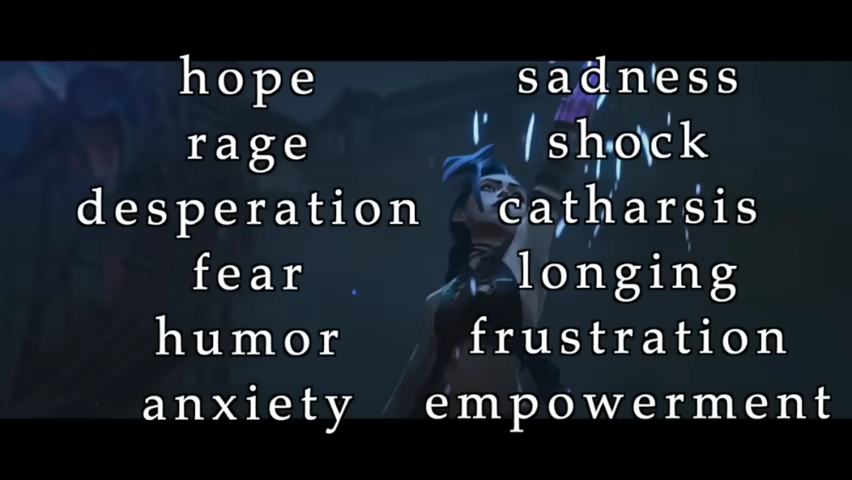 hope
rage
desperation
fear
humor
anxiety
sadness
shock
catharsis
longing
frustration
empowerment